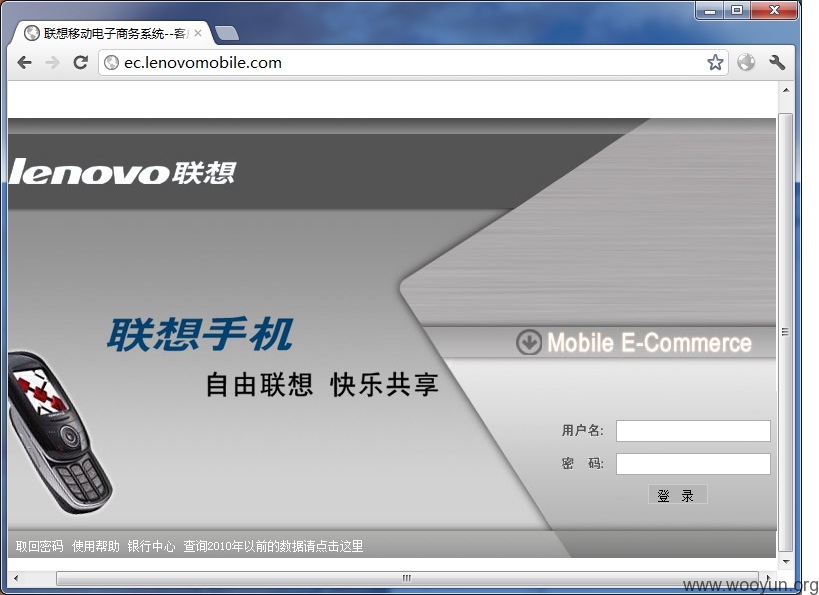 联想移动电子商务系统--客户
ec.lenovomobile.com
lenovo联想
联想手机
自由联想 快乐共享
Mobile E-Commerce
用户名:
密 码:
登 录
取回密码 使用帮助 银行中心 查询2010年以前的数据请点击这里
www.wooyun.org